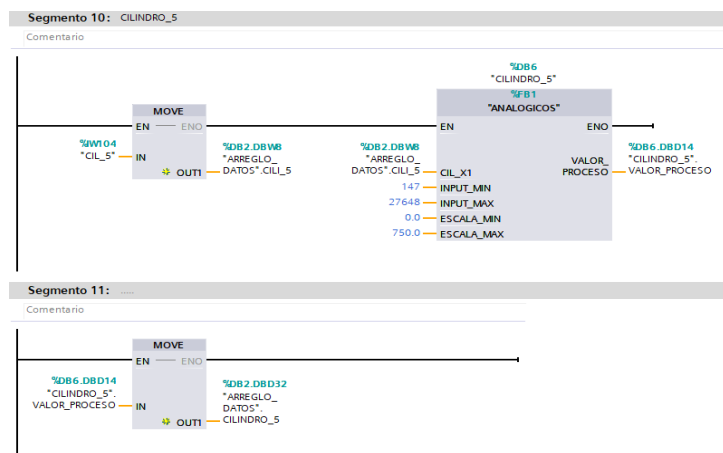 Segmento 10: CILINDRO_5
Comentario
%DB6
"CILINDRO_5"
%FB1
"ANALOGICOS"
MOVE
EN ENO
EN ENO
%IW104
"CIL_5" IN
%DB2.DBW8
"ARREGLO_
DATOS".CILI_5
OUT1
%DB2.DBW8
"ARREGLO_
DATOS".CILI_5 CIL_X1
VALOR_
PROCESO
%DB6.DBD14
"CILINDRO_5".
VALOR_PROCESO
147 INPUT_MIN
27648 INPUT_MAX
0.0 ESCALA_MIN
750.0 ESCALA_MAX
Segmento 11: .....
Comentario
MOVE
EN ENO
%DB6.DBD14
"CILINDRO_5".
VALOR_PROCESO IN
OUT1
%DB2.DBD32
"ARREGLO_
DATOS".
CILINDRO_5